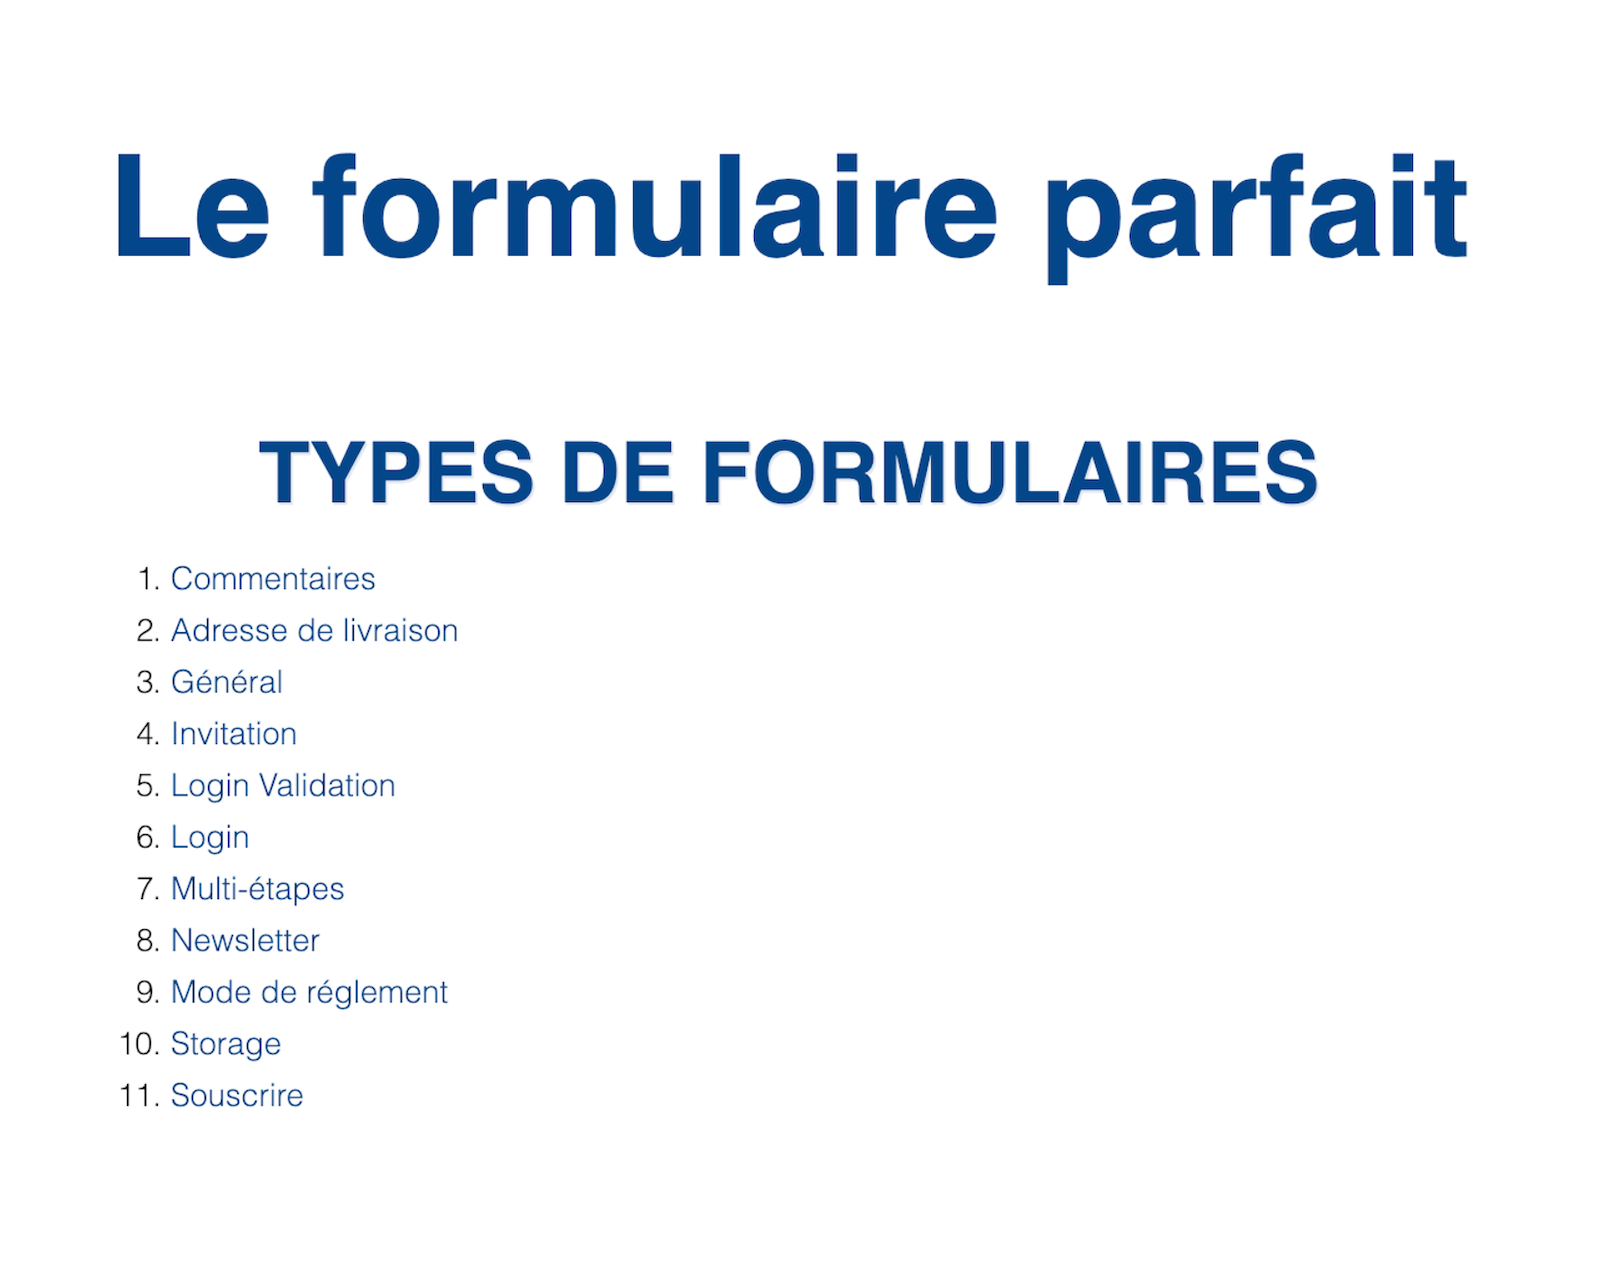 Le formulaire parfait
TYPES DE FORMULAIRES
1. Commentaires
2. Adresse de livraison
3. Général
4. Invitation
5. Login Validation
6. Login
7. Multi-étapes
8. Newsletter
9. Mode de réglement
10. Storage
11. Souscrire